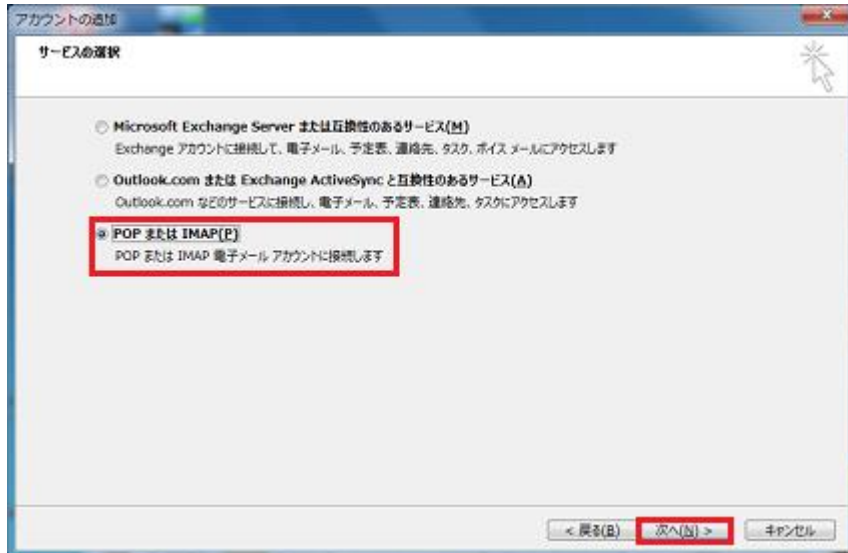 アカウントの追加
サービスの選択
Microsoft Exchange Server または互換性のあるサービス(M)
Exchange アカウントに接続して、電子メール、予定表、連絡先、タスク、ボイス メールにアクセスします
Outlook.com または Exchange ActiveSync と互換性のあるサービス(A)
Outlook.com などのサービスに接続し、電子メール、予定表、連絡先、タスクにアクセスします
POP または IMAP(P)
POP または IMAP 電子メール アカウントに接続します
< 戻る(B) 次へ(N) > キャンセル